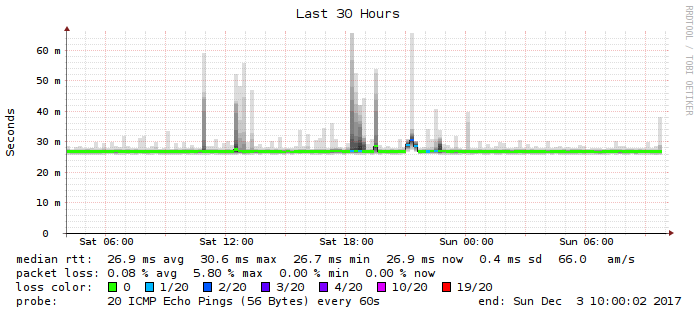 Last 30 Hours
RRDTOOL / TOBI OETIKER
Seconds
60 m
50 m
40 m
30 m
20 m
10 m
0
Sat 06:00 Sat 12:00 Sat 18:00 Sun 00:00 Sun 06:00
median rtt: 26.9 ms avg 30.6 ms max 26.7 ms min 26.9 ms now 0.4 ms sd 66.0 am/s
packet loss: 0.08 % avg 5.80 % max 0.00 % min 0.00 % now
loss color: 0 1/20 2/20 3/20 4/20 10/20 19/20
probe: 20 ICMP Echo Pings (56 Bytes) every 60s end: Sun Dec 3 10:00:02 2017